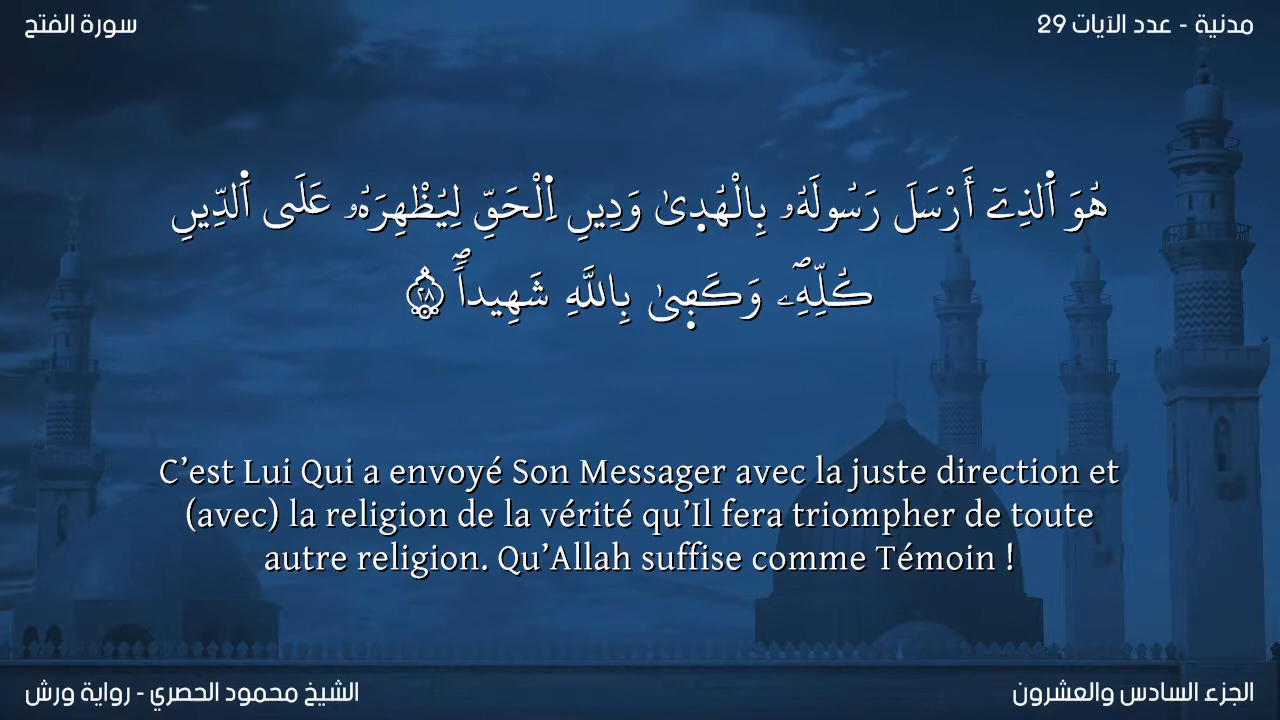 سورة الفتح
مدنية - عدد الآيات 29
هُوَ اَ۬لذِےٓ أَرْسَلَ رَسُولَهُۥ بِالْهُد۪ىٰ وَدِينِ اِ۬لْحَقِّ لِيُظْهِرَهُۥ عَلَى اَ۬لدِّينِ
كُلِّهِۦۖ وَكَف۪ىٰ بِاللَّهِ شَهِيداٗۖ ٢٨
C’est Lui Qui a envoyé Son Messager avec la juste direction et
(avec) la religion de la vérité qu’Il fera triompher de toute
autre religion. Qu’Allah suffise comme Témoin !
الشيخ محمود الحصري - رواية ورش
الجزء السادس والعشرون